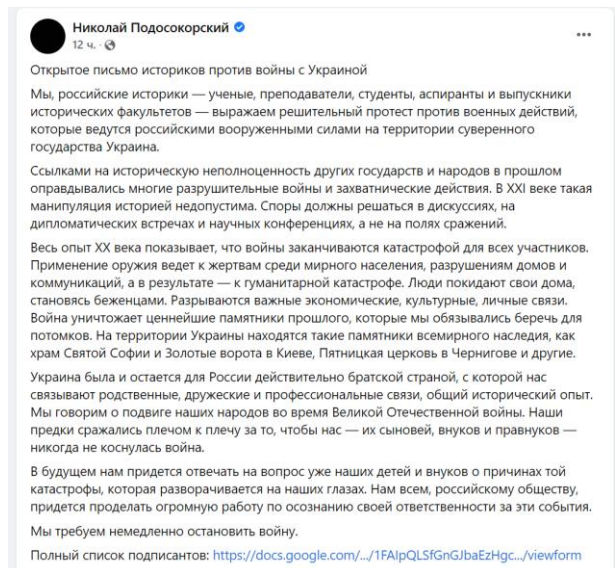 Николай Подосокорский
12 ч. ·
Открытое письмо историков против войны с Украиной
Мы, российские историки — ученые, преподаватели, студенты, аспиранты и выпускники
исторических факультетов — выражаем решительный протест против военных действий,
которые ведутся российскими вооруженными силами на территории суверенного
государства Украина.
Ссылками на историческую неполноценность других государств и народов в прошлом
оправдывались многие разрушительные войны и захватнические действия. В XXI веке такая
манипуляция историей недопустима. Споры должны решаться в дискуссиях, на
дипломатических встречах и научных конференциях, а не на полях сражений.
Весь опыт XX века показывает, что войны заканчиваются катастрофой для всех участников.
Применение оружия ведет к жертвам среди мирного населения, разрушениям домов и
коммуникаций, а в результате — к гуманитарной катастрофе. Люди покидают свои дома,
становясь беженцами. Разрываются важные экономические, культурные, личные связи.
Война уничтожает ценнейшие памятники прошлого, которые мы обязывались беречь для
потомков. На территории Украины находятся такие памятники всемирного наследия, как
храм Святой Софии и Золотые ворота в Киеве, Пятницкая церковь в Чернигове и другие.
Украина была и остается для России действительно братской страной, с которой нас
связывают родственные, дружеские и профессиональные связи, общий исторический опыт.
Мы говорим о подвиге наших народов во время Великой Отечественной войны. Наши
предки сражались плечом к плечу за то, чтобы нас — их сыновей, внуков и правнуков —
никогда не коснулась война.
В будущем нам придется отвечать на вопрос уже наших детей и внуков о причинах той
катастрофы, которая разворачивается на наших глазах. Нам всем, российскому обществу,
придется проделать огромную работу по осознанию своей ответственности за эти события.
Мы требуем немедленно остановить войну.
Полный список подписантов: https://docs.google.com/.../1FAIpQLSfGnGJbaEzHgc.../viewform